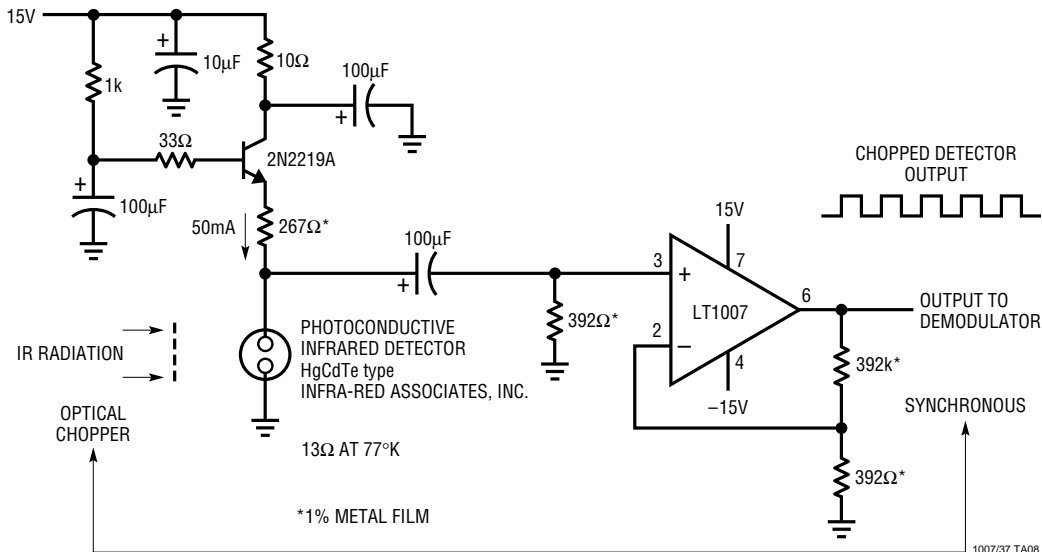 15V
1k
+
10μF
10Ω
100μF
+
33Ω
2N2219A
+
100μF
50mA
267Ω*
100μF
+
CHOPPED DETECTOR
OUTPUT
15V
3
+
7
LT1007
6
2
–
4
–15V
392Ω*
OUTPUT TO
DEMODULATOR
392k*
SYNCHRONOUS
392Ω*
IR RADIATION
PHOTOCONDUCTIVE
INFRARED DETECTOR
HgCdTe type
INFRA-RED ASSOCIATES, INC.
OPTICAL
CHOPPER
13Ω AT 77°K
*1% METAL FILM
1007/37 TA08